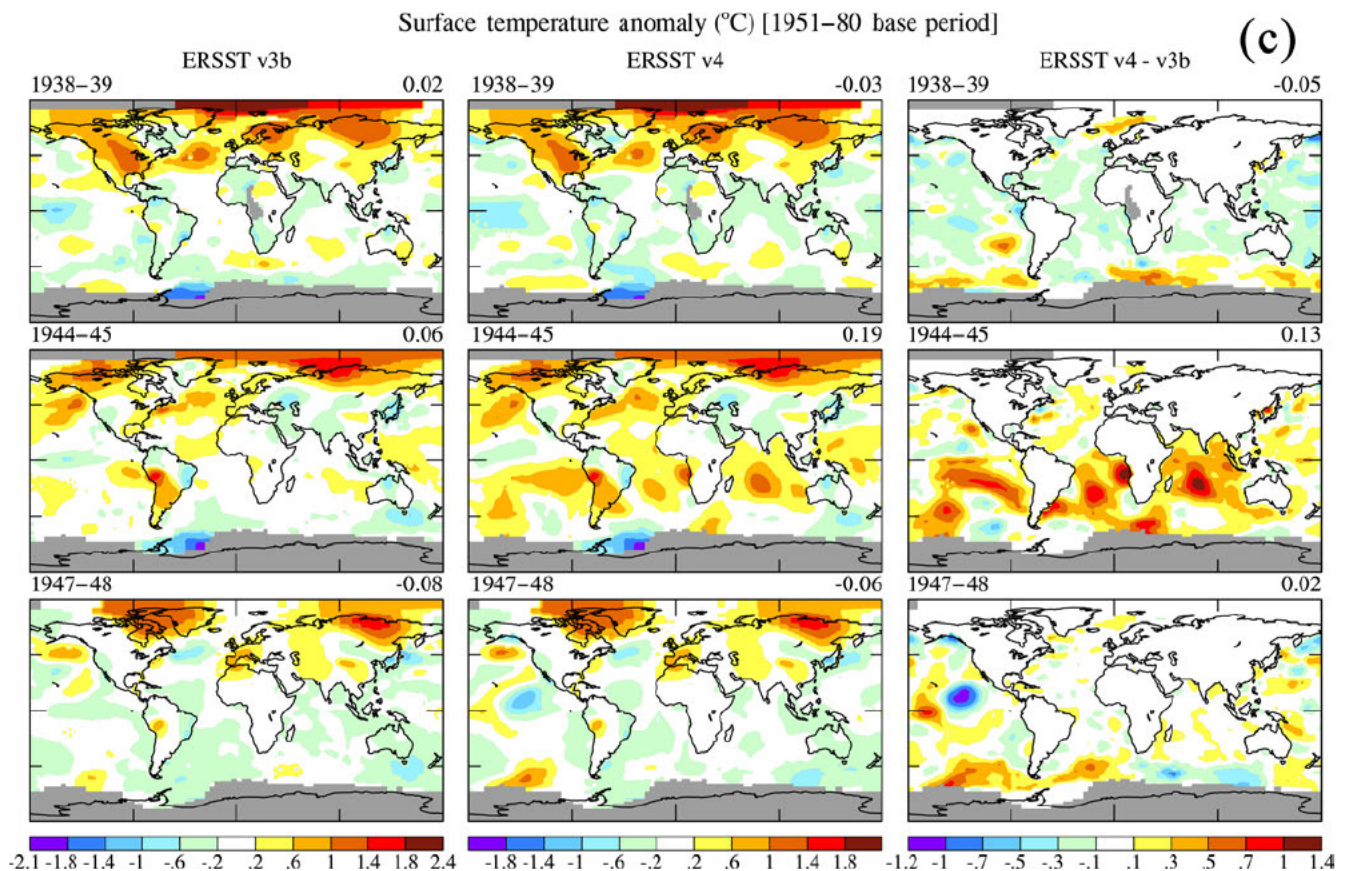 Surface temperature anomaly (°C) [1951−80 base period]
(c)
ERSST v3b
ERSST v4
ERSST v4 - v3b
1938−39 0.02
1938−39 -0.03
1938−39 -0.05
1944−45 0.06
1944−45 0.19
1944−45 0.13
1947−48 -0.08
1947−48 -0.06
1947−48 0.02
-2.1 -1.8 -1.4 -1 -.6 -.2 .2 .6 1 1.4 1.8 2.4
-1.8 -1.4 -1 -.6 -.2 .2 .6 1 1.4 1.8
-1.2 -1 -.7 -.5 -.3 -.1 .1 .3 .5 .7 1 1.4